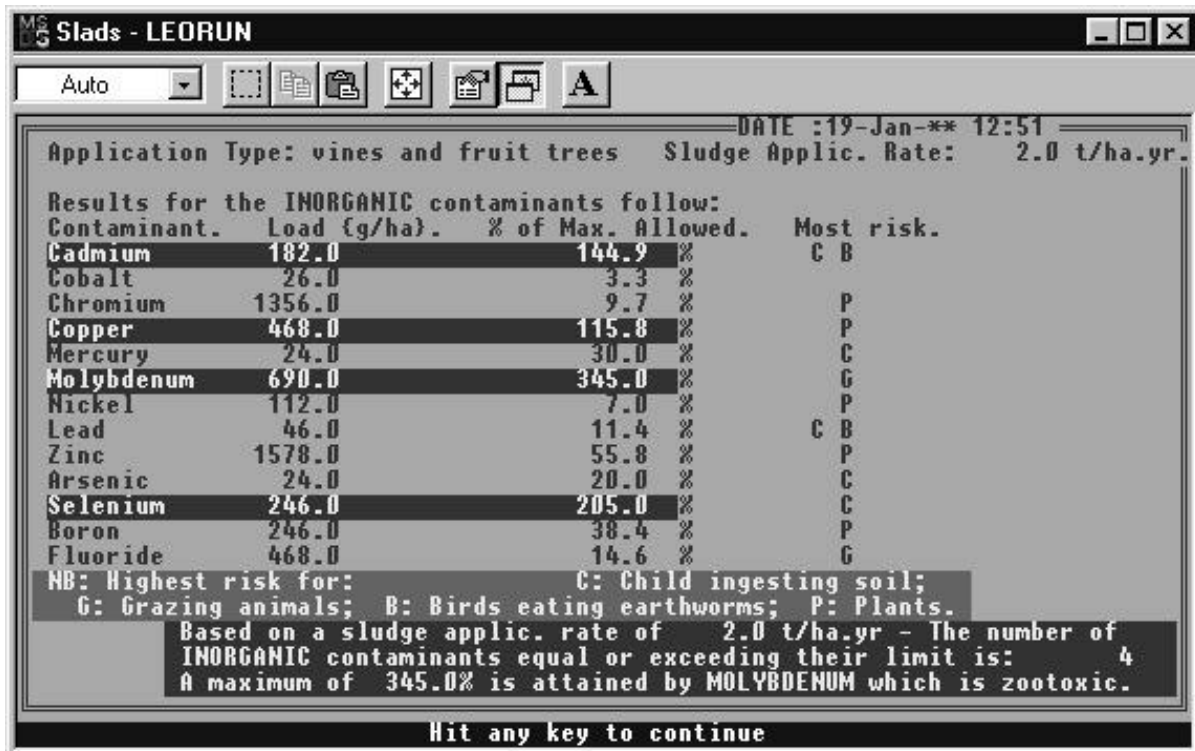 Slads - LEORUN
Auto A
DATE :19-Jan-** 12:51
Application Type: vines and fruit trees Sludge Applic. Rate: 2.0 t/ha.yr.
Results for the INORGANIC contaminants follow:
Contaminant. Load {g/ha}. % of Max. Allowed. Most risk.
Cadmium 182.0 144.9 % C B
Cobalt 26.0 3.3 %
Chromium 1356.0 9.7 % P
Copper 468.0 115.8 % P
Mercury 24.0 30.0 % C
Molybdenum 690.0 345.0 % G
Nickel 112.0 7.0 % P
Lead 46.0 11.4 % C B
Zinc 1578.0 55.8 % P
Arsenic 24.0 20.0 % C
Selenium 246.0 205.0 % C
Boron 246.0 38.4 % P
Fluoride 468.0 14.6 % G
NB: Highest risk for: C: Child ingesting soil;
G: Grazing animals; B: Birds eating earthworms; P: Plants.
Based on a sludge applic. rate of 2.0 t/ha.yr - The number of
INORGANIC contaminants equal or exceeding their limit is: 4
A maximum of 345.0% is attained by MOLYBDENUM which is zootoxic.
Hit any key to continue